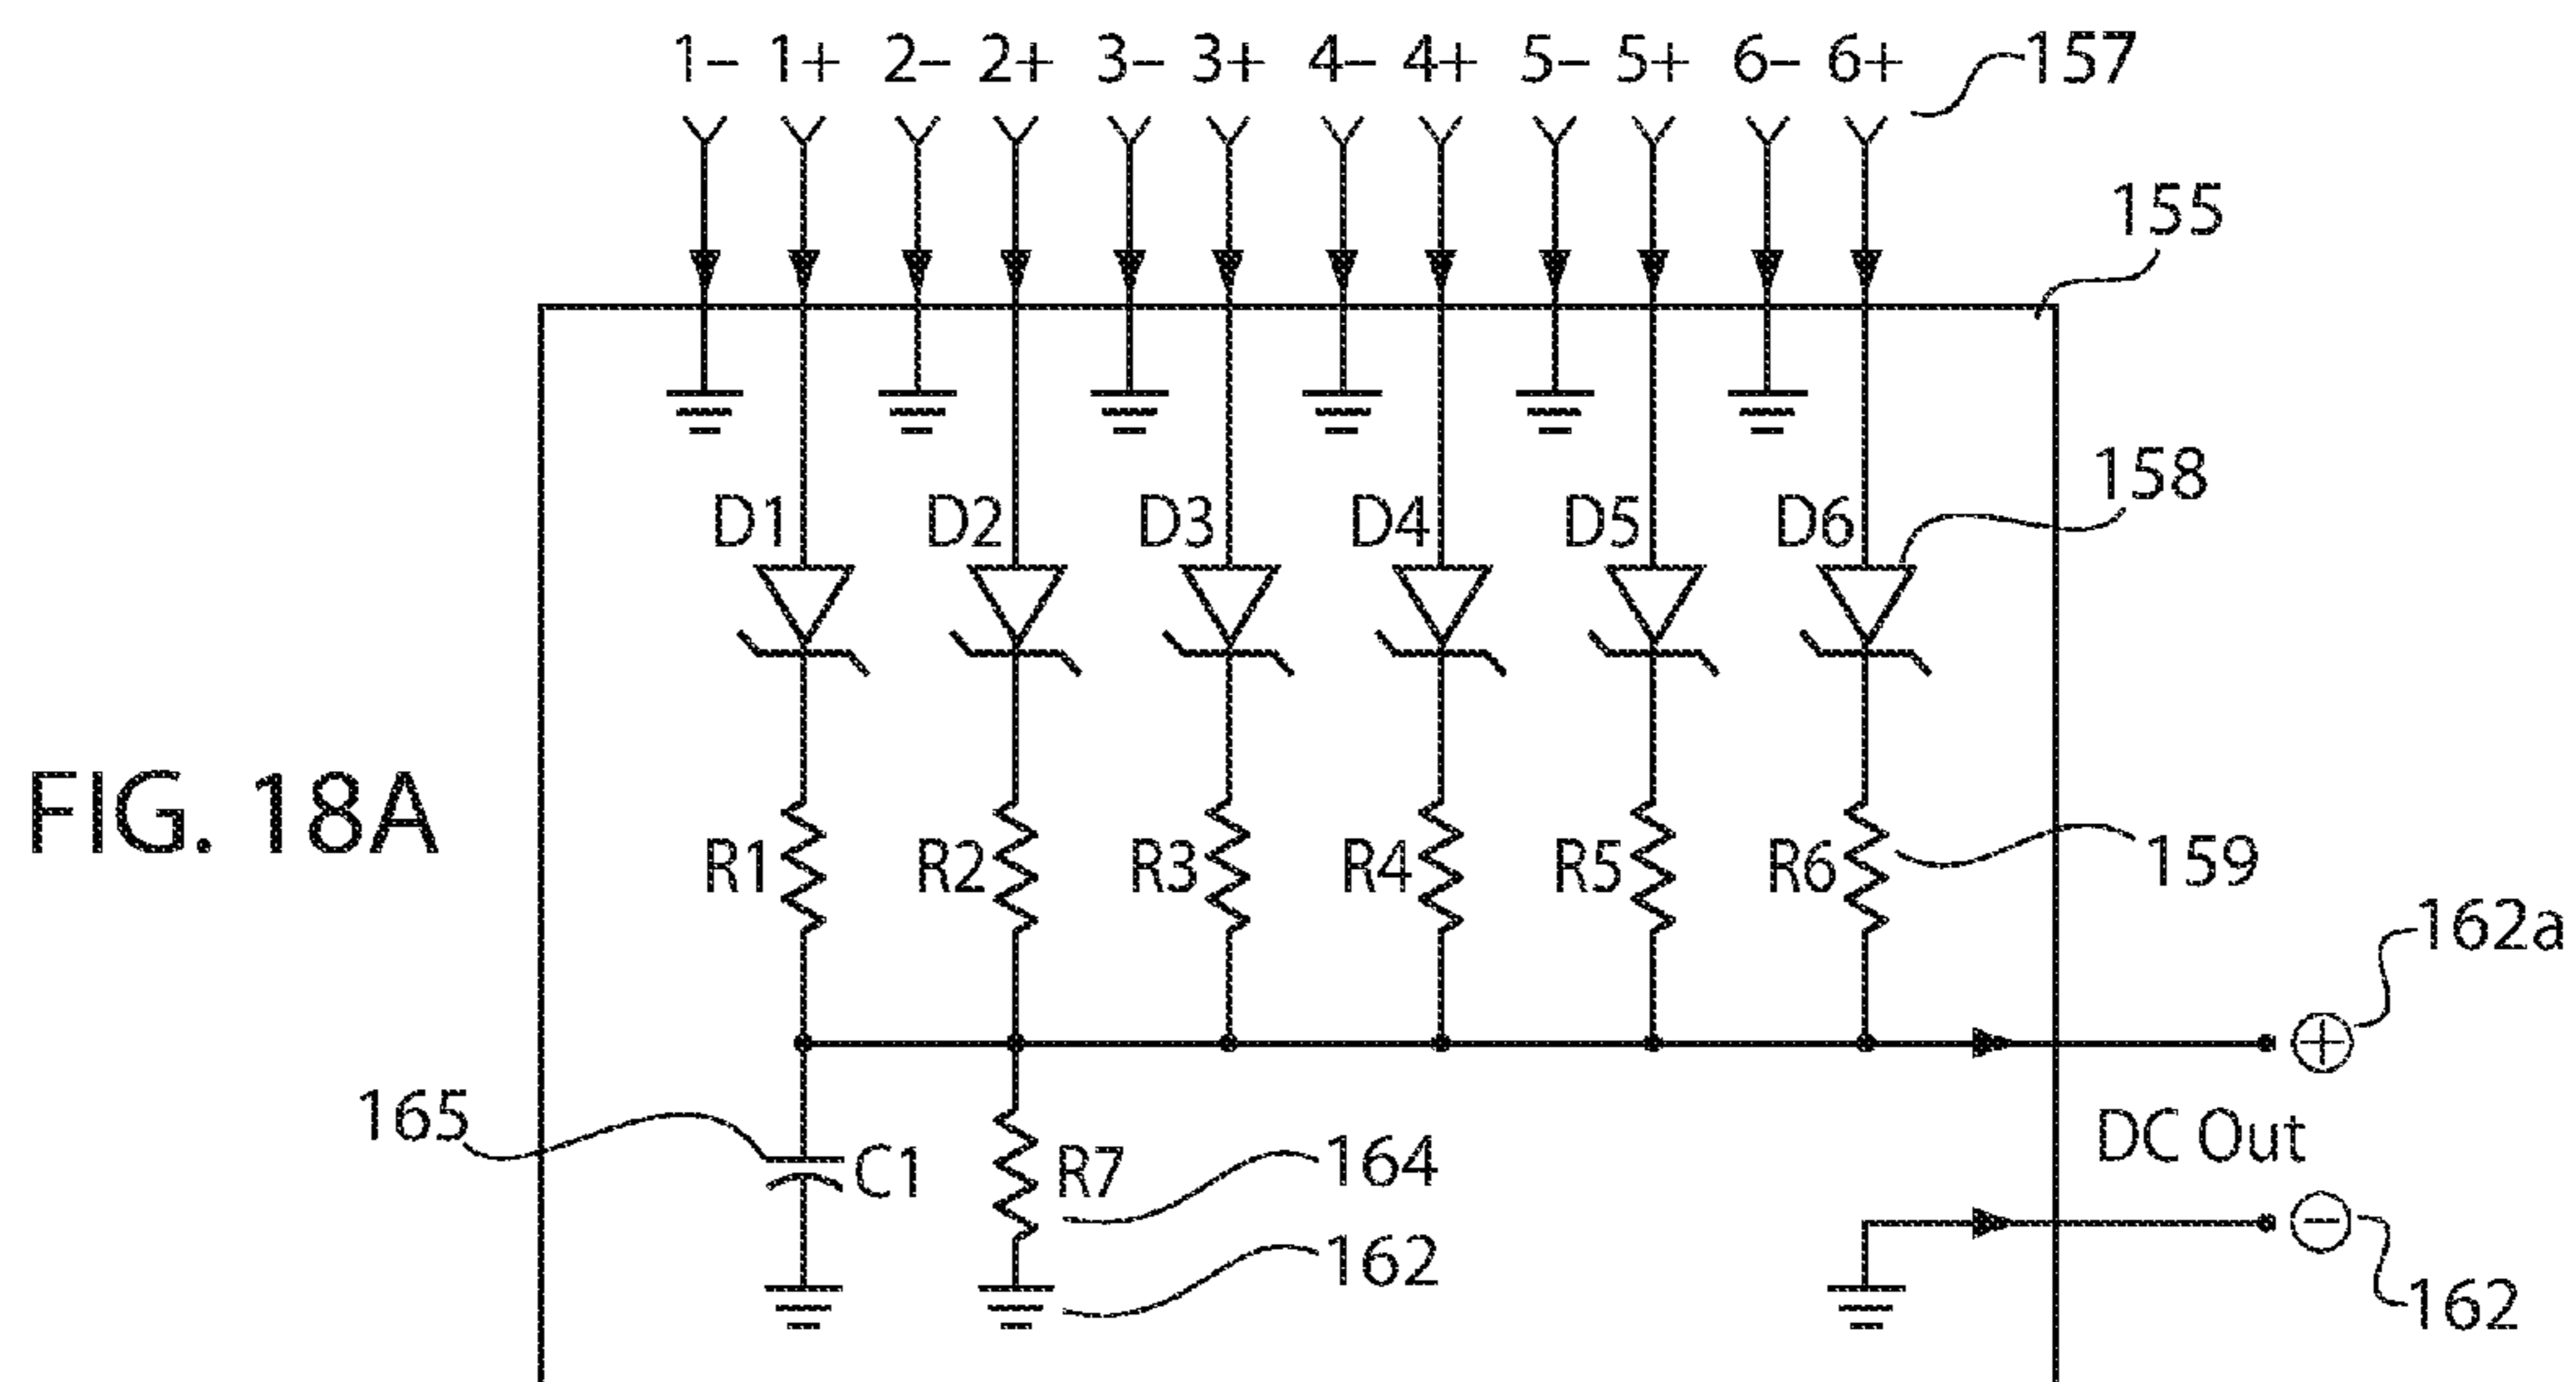 1– 1+ 2– 2+ 3– 3+ 4– 4+ 5– 5+ 6– 6+ 157
155
158
D1 D2 D3 D4 D5 D6
FIG. 18A
R1 R2 R3 R4 R5 R6 159
162a
+
165
C1
R7
164
DC Out
162
–
162